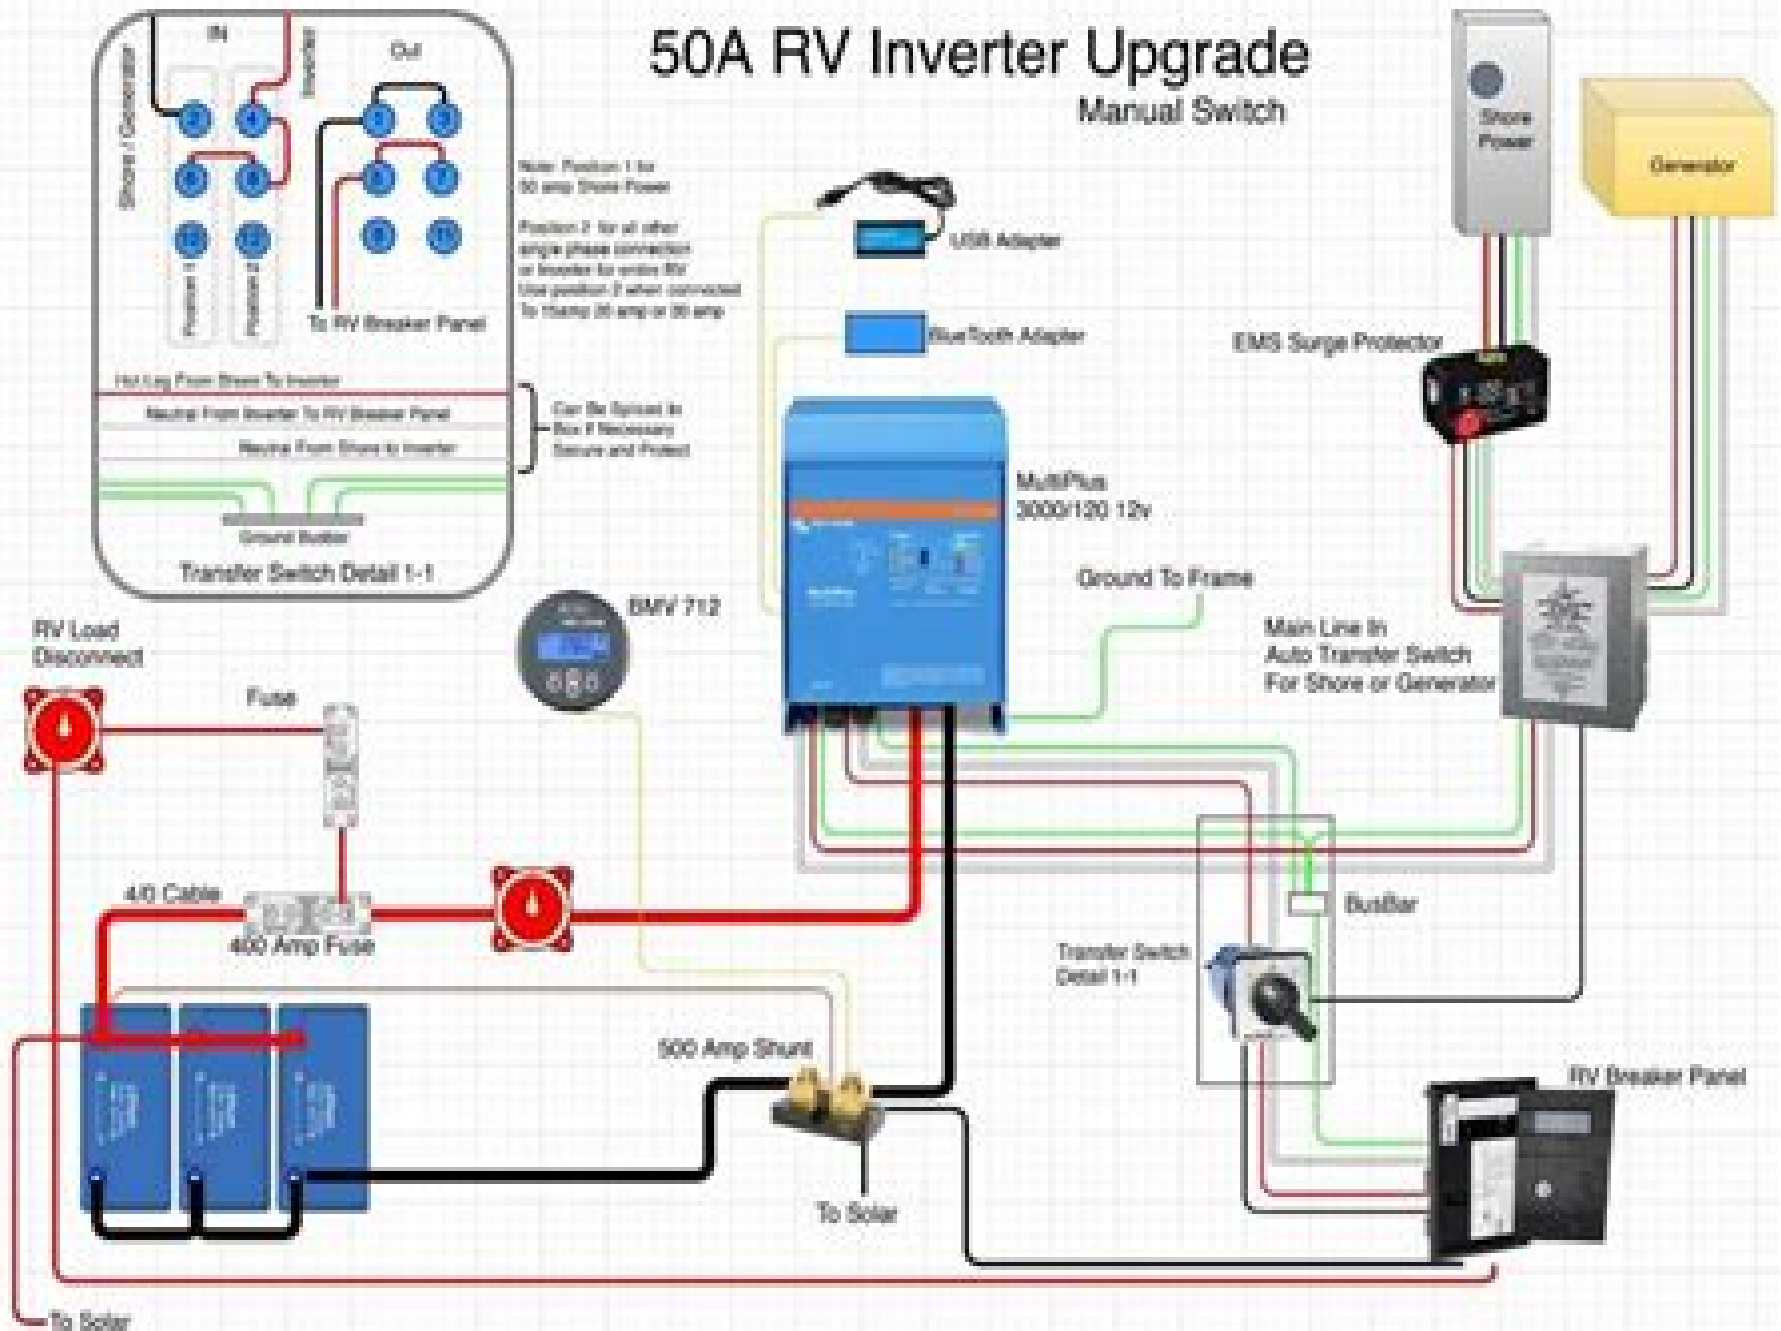 50A RV Inverter Upgrade
Manual Switch
IN
Out
Shore / Generator
Inverter
Position 1
Position 2
To RV Breaker Panel
Note: Position 1 for
50 amp Shore Power
Position 2 for all other
single phase connection
or Inverter for entire RV
Use position 2 when connected
To 15amp 20 amp or 30 amp
Hot Leg From Shore To Inverter
Neutral From Inverter To RV Breaker Panel
Neutral From Shore to Inverter
Can Be Spliced In
Box if Necessary
Secure and Protect
Ground Busbar
Transfer Switch Detail 1-1
USB Adapter
BlueTooth Adapter
Shore
Power
Generator
EMS Surge Protector
MultiPlus
3000/120 12v
Ground To Frame
Main Line In
Auto Transfer Switch
For Shore or Generator
BMV 712
RV Load
Disconnect
Fuse
4/0 Cable
400 Amp Fuse
BusBar
Transfer Switch
Detail 1-1
500 Amp Shunt
RV Breaker Panel
To Solar
To Solar